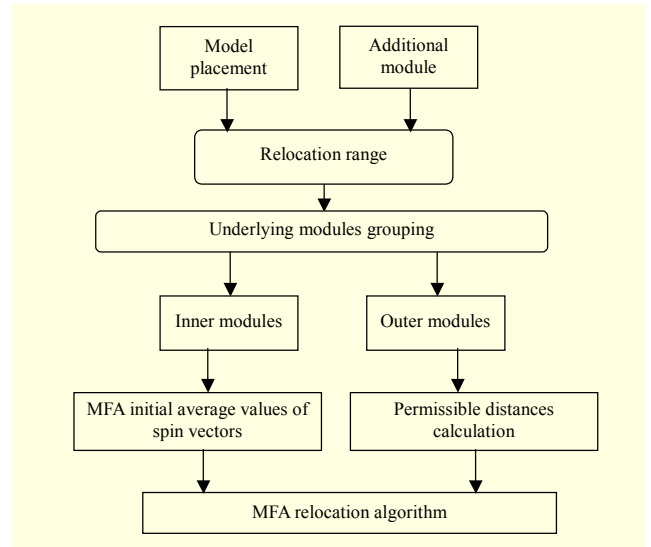 Model
placement
Additional
module
Relocation range
Underlying modules grouping
Inner modules
Outer modules
MFA initial average values of
spin vectors
Permissible distances
calculation
MFA relocation algorithm